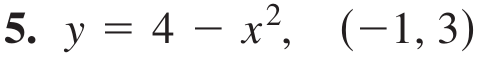 5. y = 4 − x², (−1, 3)